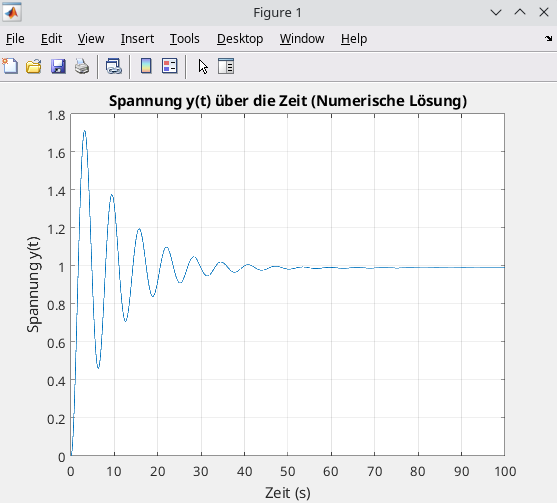 Figure 1
File Edit View Insert Tools Desktop Window Help
Spannung y(t) über die Zeit (Numerische Lösung)
1.8
1.6
1.4
1.2
1
0.8
0.6
0.4
0.2
0
Spannung y(t)
0 10 20 30 40 50 60 70 80 90 100
Zeit (s)